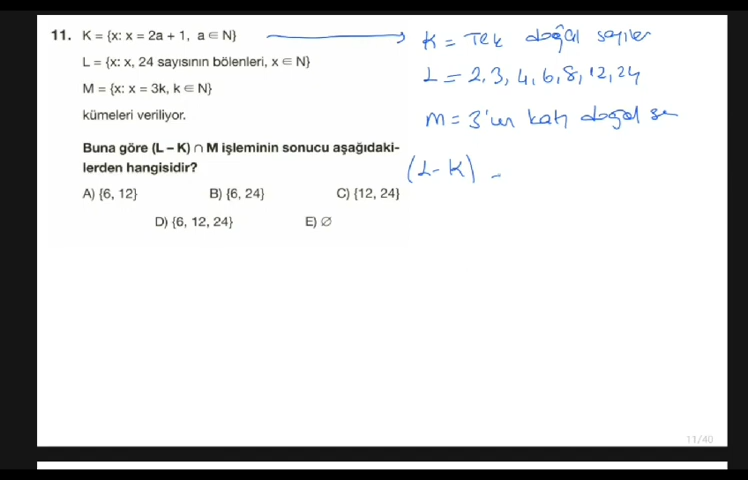 11. K = {x: x = 2a + 1, a ∈ N}
L = {x: x, 24 sayısının bölenleri, x ∈ N}
M = {x: x = 3k, k ∈ N}
kümeleri veriliyor.
Buna göre (L – K) ∩ M işleminin sonucu aşağıdaki-
lerden hangisidir?
A) {6, 12} B) {6, 24} C) {12, 24}
D) {6, 12, 24} E) ∅
K = Tek doğal sayılar
L = 2, 3, 4, 6, 8, 12, 24
M = 3'ün katı doğal sa
(L - K) =
11/40